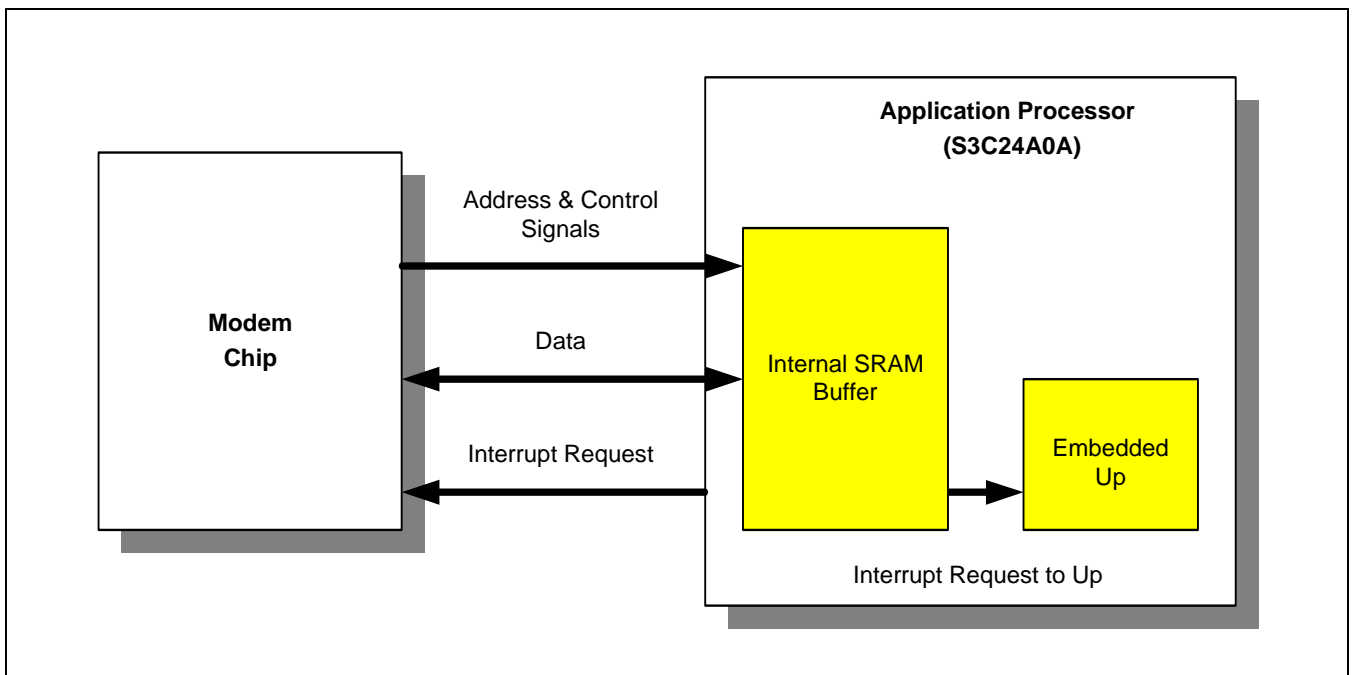 Application Processor
(S3C24A0A)
Modem
Chip
Address & Control
Signals
Data
Interrupt Request
Internal SRAM
Buffer
Embedded
Up
Interrupt Request to Up